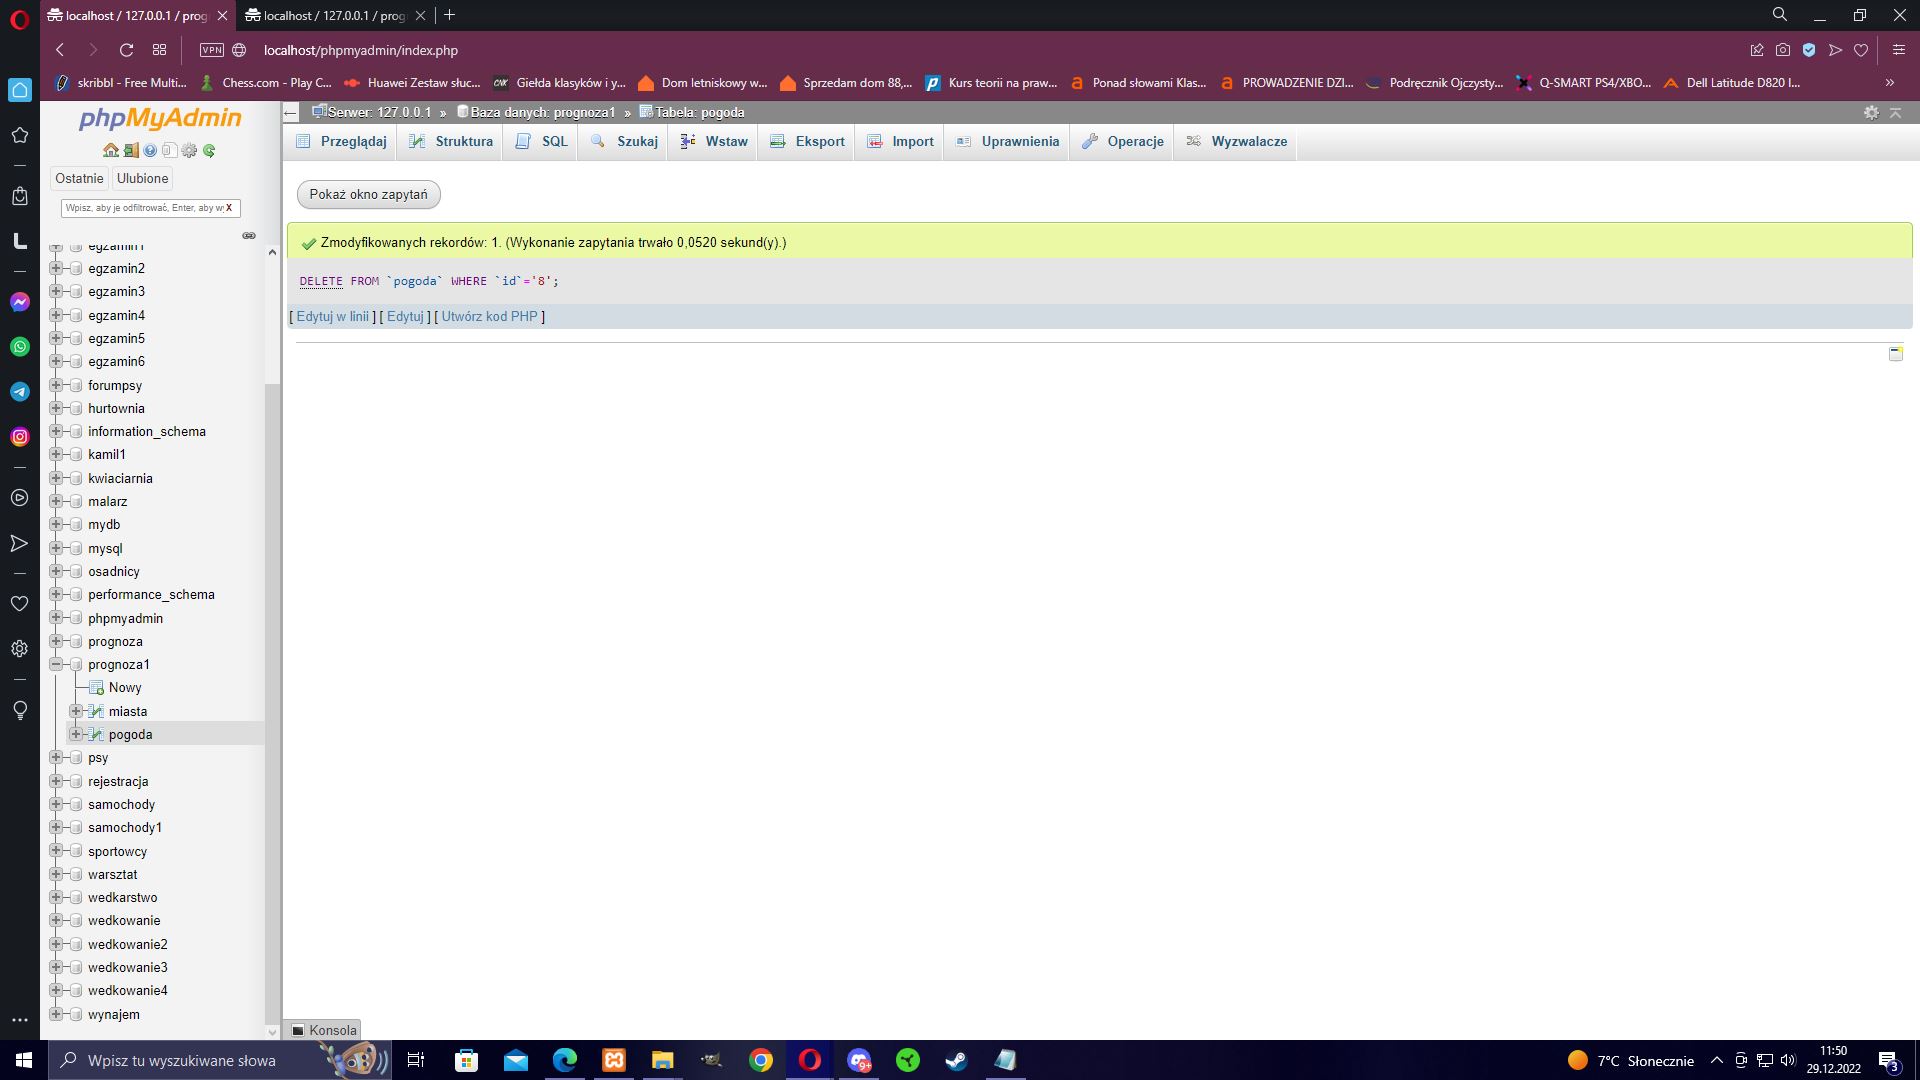 localhost / 127.0.0.1 / prog
localhost / 127.0.0.1 / prog
VPN
localhost/phpmyadmin/index.php
skribbl - Free Multi...
Chess.com - Play C...
Huawei Zestaw słuc...
Giełda klasyków i y...
Dom letniskowy w...
Sprzedam dom 88,...
Kurs teorii na praw...
Ponad słowami Klas...
PROWADZENIE DZI...
Podręcznik Ojczysty...
Q-SMART PS4/XBO...
Dell Latitude D820 I...
phpMyAdmin
Ostatnie
Ulubione
Wpisz, aby je odfiltrować, Enter, aby wy X
egzamin1
egzamin2
egzamin3
egzamin4
egzamin5
egzamin6
forumpsy
hurtownia
information_schema
kamil1
kwiaciarnia
malarz
mydb
mysql
osadnicy
performance_schema
phpmyadmin
prognoza
prognoza1
Nowy
miasta
pogoda
psy
rejestracja
samochody
samochody1
sportowcy
warsztat
wedkarstwo
wedkowanie
wedkowanie2
wedkowanie3
wedkowanie4
wynajem
Serwer: 127.0.0.1 » Baza danych: prognoza1 » Tabela: pogoda
Przeglądaj
Struktura
SQL
Szukaj
Wstaw
Eksport
Import
Uprawnienia
Operacje
Wyzwalacze
Pokaż okno zapytań
Zmodyfikowanych rekordów: 1. (Wykonanie zapytania trwało 0,0520 sekund(y).)
DELETE FROM `pogoda` WHERE `id`='8';
[ Edytuj w linii ] [ Edytuj ] [ Utwórz kod PHP ]
Konsola
Wpisz tu wyszukiwane słowa
9+
7°C Słonecznie
11:50
29.12.2022
3